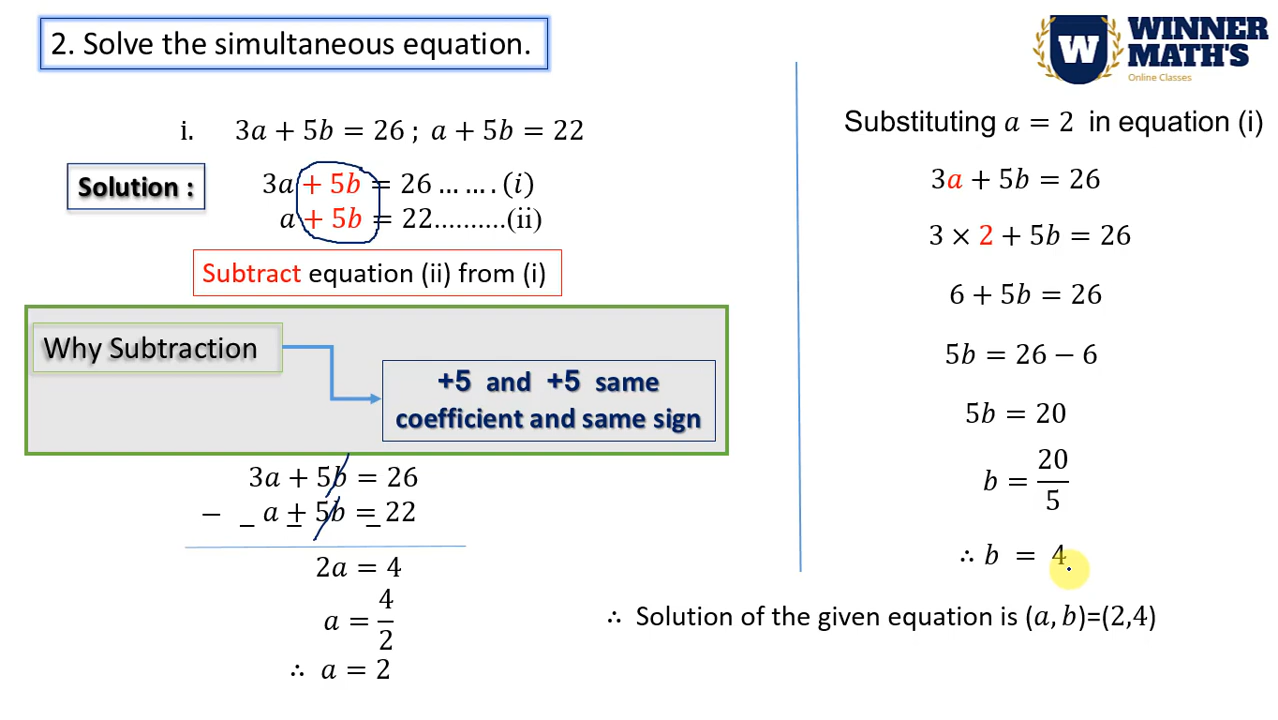 2. Solve the simultaneous equation.
W
WINNER
MATH'S
Online Classes
i. 3a + 5b = 26 ; a + 5b = 22
Solution :
3a + 5b = 26 ... ... . (i)
a + 5b = 22..........(ii)
Subtract equation (ii) from (i)
Why Subtraction
+5 and +5 same
coefficient and same sign
3a + 5b = 26
− _ a + 5b = 22
_ _
2a = 4
a = 4/2
∴ a = 2
Substituting a = 2 in equation (i)
3a + 5b = 26
3 × 2 + 5b = 26
6 + 5b = 26
5b = 26 − 6
5b = 20
b = 20/5
∴ b = 4
∴ Solution of the given equation is (a, b)=(2,4)